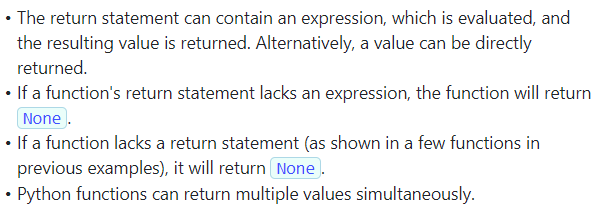 • The return statement can contain an expression, which is evaluated, and
the resulting value is returned. Alternatively, a value can be directly
returned.
• If a function's return statement lacks an expression, the function will return
None.
• If a function lacks a return statement (as shown in a few functions in
previous examples), it will return None.
• Python functions can return multiple values simultaneously.